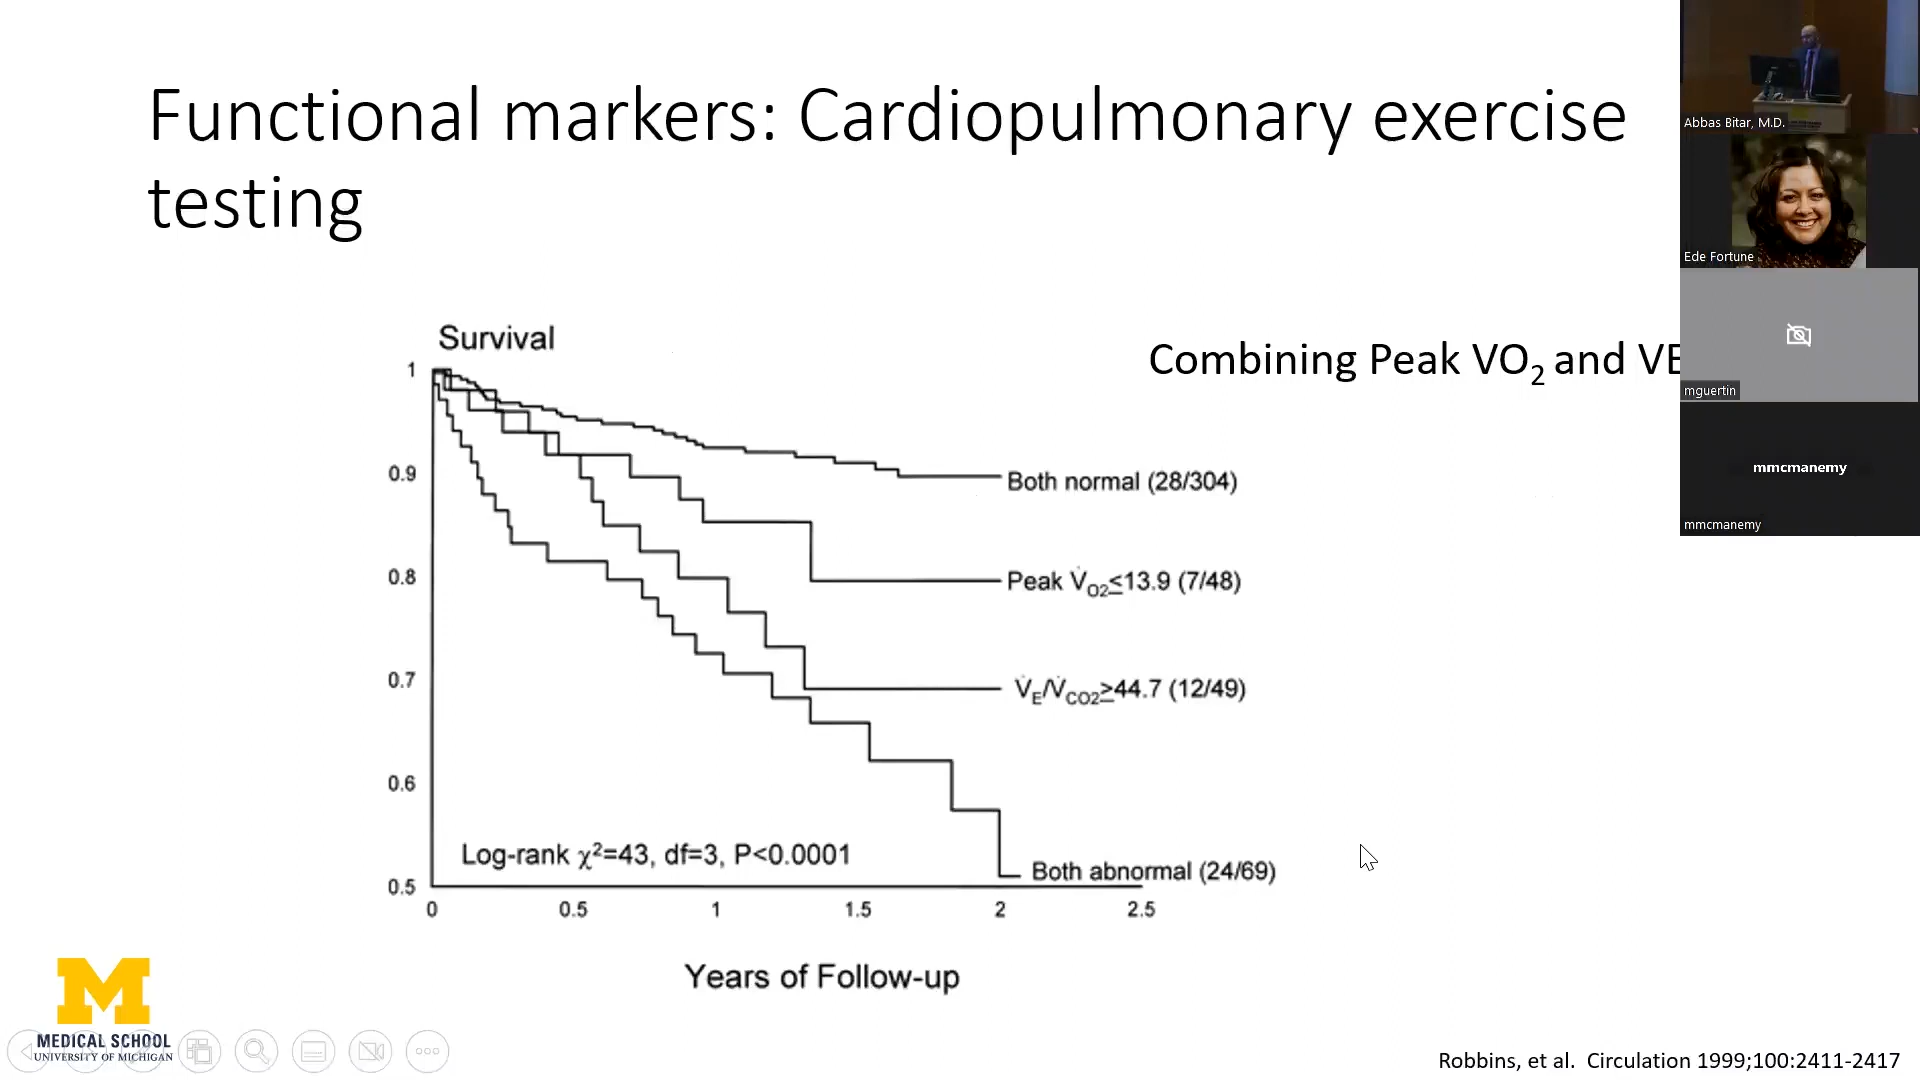 Functional markers: Cardiopulmonary exercise
testing
Abbas Bitar, M.D.
Ede Fortune
mguertin
mmcmanemy
mmcmanemy
Combining Peak VO2 and VE
Survival
1
0.9
0.8
0.7
0.6
0.5
Both normal (28/304)
Peak V̇O2≤13.9 (7/48)
V̇E/V̇CO2≥44.7 (12/49)
Both abnormal (24/69)
Log-rank χ²=43, df=3, P<0.0001
0 0.5 1 1.5 2 2.5
Years of Follow-up
M
MEDICAL SCHOOL
UNIVERSITY OF MICHIGAN
Robbins, et al. Circulation 1999;100:2411-2417